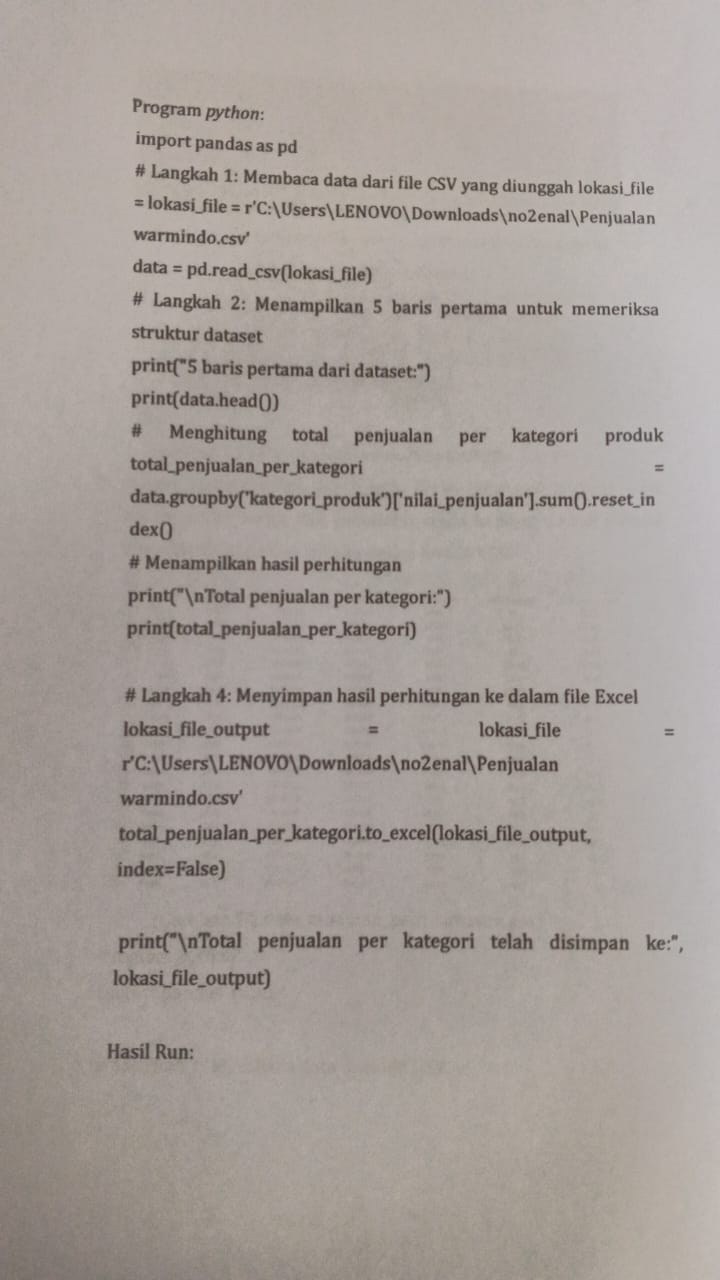 Program python:
import pandas as pd
# Langkah 1: Membaca data dari file CSV yang diunggah lokasi_file
= lokasi_file = r'C:\Users\LENOVO\Downloads\no2enal\Penjualan
warmindo.csv'
data = pd.read_csv(lokasi_file)
# Langkah 2: Menampilkan 5 baris pertama untuk memeriksa
struktur dataset
print("5 baris pertama dari dataset:")
print(data.head())
# Menghitung total penjualan per kategori produk
total_penjualan_per_kategori =
data.groupby('kategori_produk')['nilai_penjualan'].sum().reset_in
dex()
# Menampilkan hasil perhitungan
print("\nTotal penjualan per kategori:")
print(total_penjualan_per_kategori)
# Langkah 4: Menyimpan hasil perhitungan ke dalam file Excel
lokasi_file_output = lokasi_file =
r'C:\Users\LENOVO\Downloads\no2enal\Penjualan
warmindo.csv'
total_penjualan_per_kategori.to_excel(lokasi_file_output,
index=False)
print("\nTotal penjualan per kategori telah disimpan ke:",
lokasi_file_output)
Hasil Run: